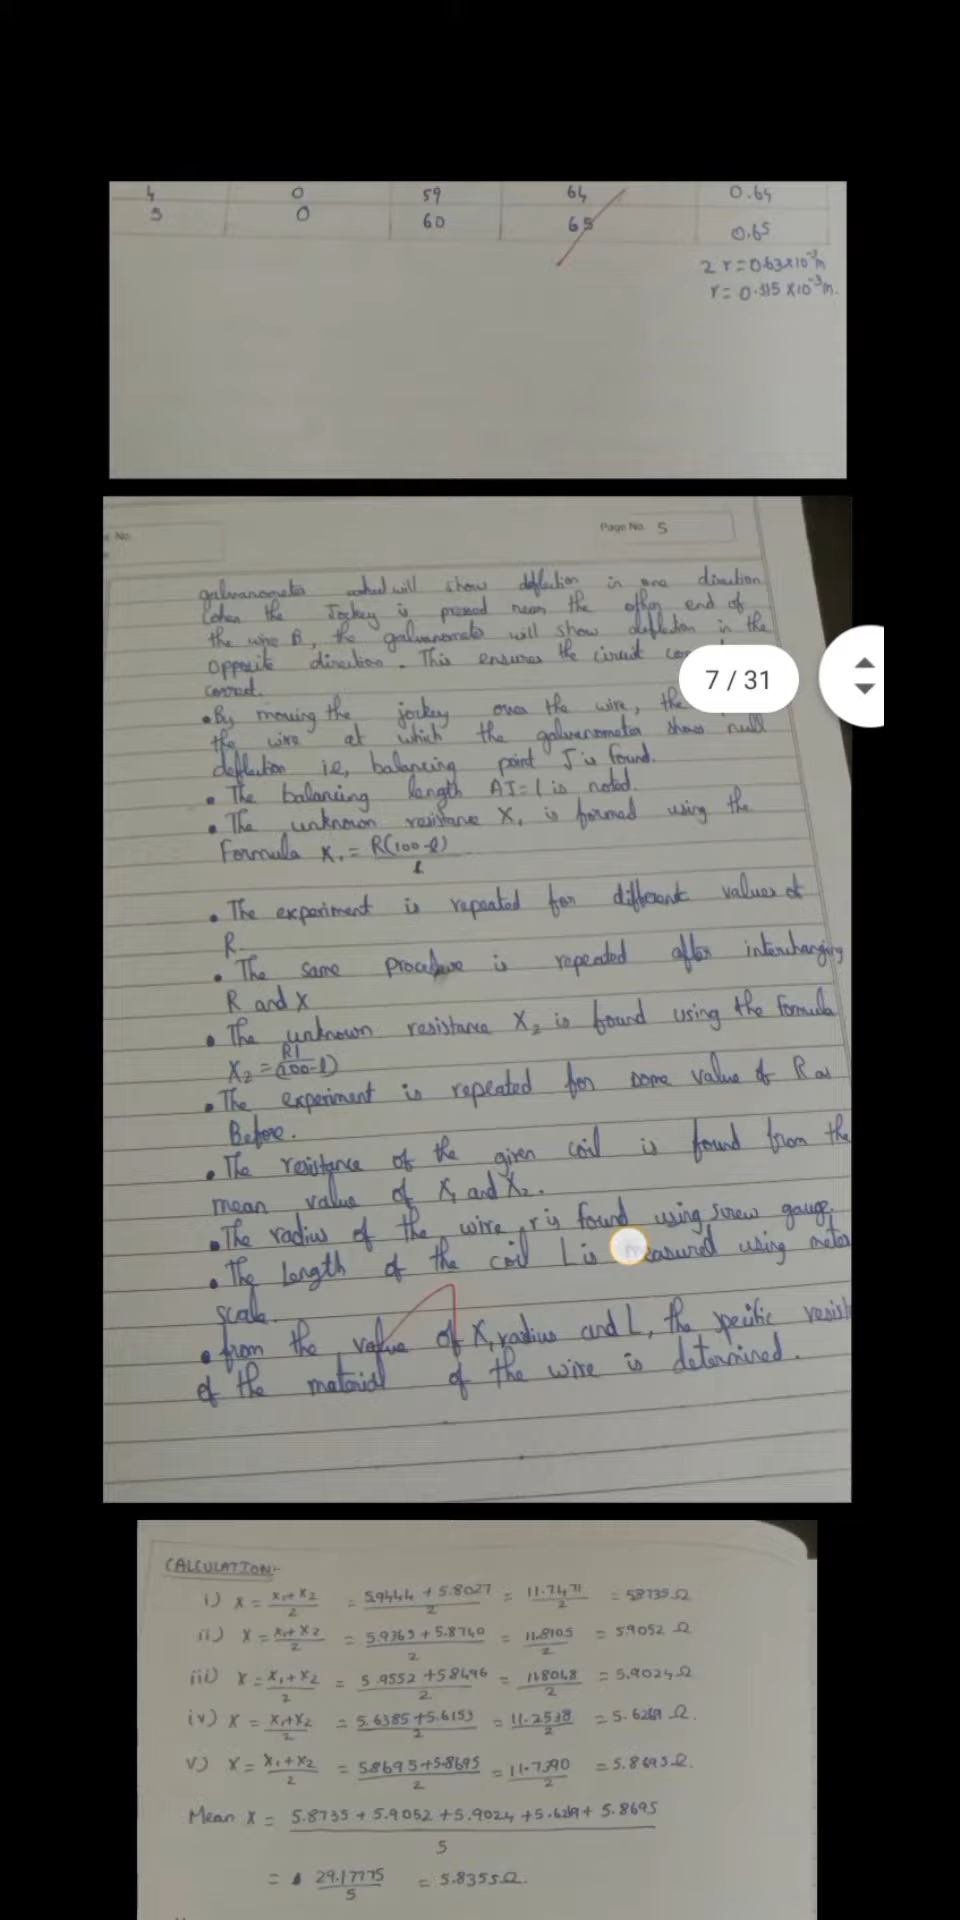 4 0 59 64 0.64
5 0 60 65 0.65
2 r = 0.63x10⁻³m
r = 0.315 x10⁻³m.
No
Page No. 5
galvanometer will show deflection in one direction
when the Jockey is pressed near the other end of
the wire B, the galvanometer will show deflection in the
opposite direction. This ensures the circuit
correct.
7 / 31
• By moving the jockey over the wire, the
the wire at which the galvanometer shows null
deflection i.e, balancing point J is found.
• The balancing length AJ=l is noted.
• The unknown resistance X₁ is formed using the
Formula X₁ = R(100-l)
l
• The experiment is repeated for different values of
R.
• The same procedure is repeated after interchanging
R and X
• The unknown resistance X₂ is found using the formula
X₂ = Rl
(100-l)
• The experiment is repeated for some value of R as
Before.
• The resistance of the given coil is found from the
mean value of X₁ and X₂.
• The radius of the wire, r is found using screw gauge.
• The Length of the coil L is measured using meter
scale.
• from the value of X, radius and L, the specific resist
of the material of the wire is determined.
CALCULATION:-
i) X = X₁+X₂/2 = 5.9444 + 5.8027/2 = 11.7471/2 = 5.8735 Ω
ii) X = X₁+X₂/2 = 5.9365 + 5.8740/2 = 11.8105/2 = 5.9052 Ω
iii) X = X₁+X₂/2 = 5.9552 + 5.8496/2 = 11.8048/2 = 5.9024 Ω
iv) X = X₁+X₂/2 = 5.6385 + 5.6153/2 = 11.2538/2 = 5.6269 Ω.
v) X = X₁+X₂/2 = 5.8695 + 5.8695/2 = 11.7390/2 = 5.8695 Ω.
Mean X = 5.8735 + 5.9052 + 5.9024 + 5.6269 + 5.8695
5
= 29.17775/5 = 5.8355 Ω.